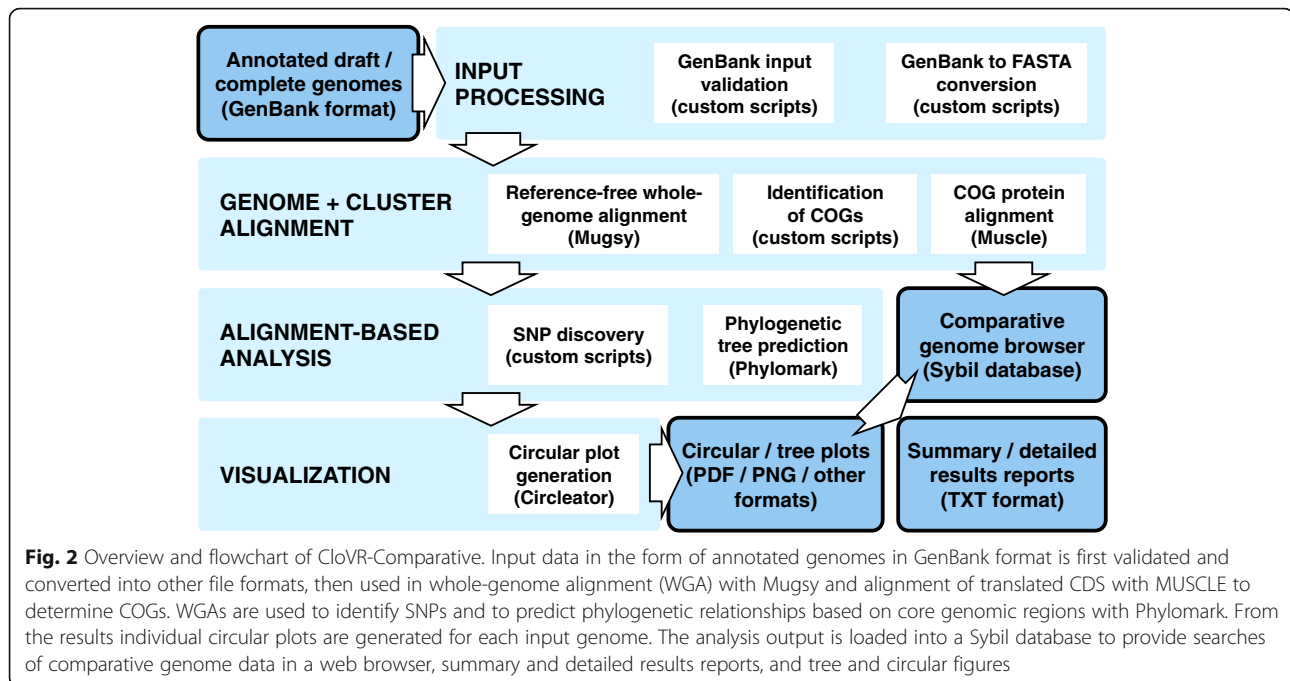 Annotated draft /
complete genomes
(GenBank format)
INPUT
PROCESSING
GenBank input
validation
(custom scripts)
GenBank to FASTA
conversion
(custom scripts)
GENOME + CLUSTER
ALIGNMENT
Reference-free whole-
genome alignment
(Mugsy)
Identification
of COGs
(custom scripts)
COG protein
alignment
(Muscle)
ALIGNMENT-BASED
ANALYSIS
SNP discovery
(custom scripts)
Phylogenetic
tree prediction
(Phylomark)
Comparative
genome browser
(Sybil database)
VISUALIZATION
Circular plot
generation
(Circleator)
Circular / tree plots
(PDF / PNG / other
formats)
Summary / detailed
results reports
(TXT format)
Fig. 2 Overview and flowchart of CloVR-Comparative. Input data in the form of annotated genomes in GenBank format is first validated and
converted into other file formats, then used in whole-genome alignment (WGA) with Mugsy and alignment of translated CDS with MUSCLE to
determine COGs. WGAs are used to identify SNPs and to predict phylogenetic relationships based on core genomic regions with Phylomark. From
the results individual circular plots are generated for each input genome. The analysis output is loaded into a Sybil database to provide searches
of comparative genome data in a web browser, summary and detailed results reports, and tree and circular figures